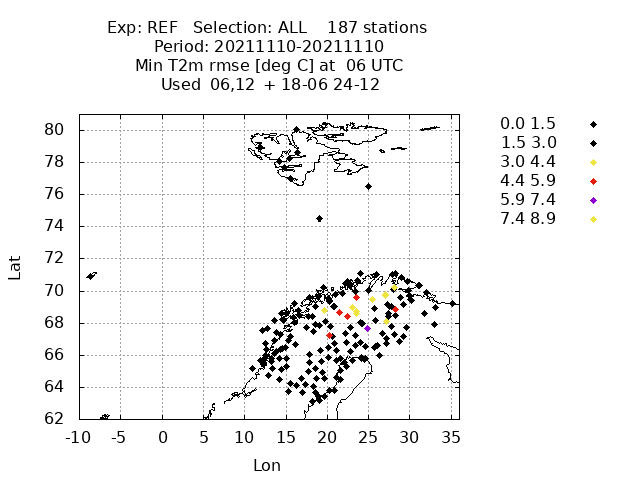 Exp: REF Selection: ALL 187 stations
Period: 20211110-20211110
Min T2m rmse [deg C] at 06 UTC
Used 06,12 + 18-06 24-12
0.0 1.5
1.5 3.0
3.0 4.4
4.4 5.9
5.9 7.4
7.4 8.9
Lat
80
78
76
74
72
70
68
66
64
62
-10 -5 0 5 10 15 20 25 30 35
Lon